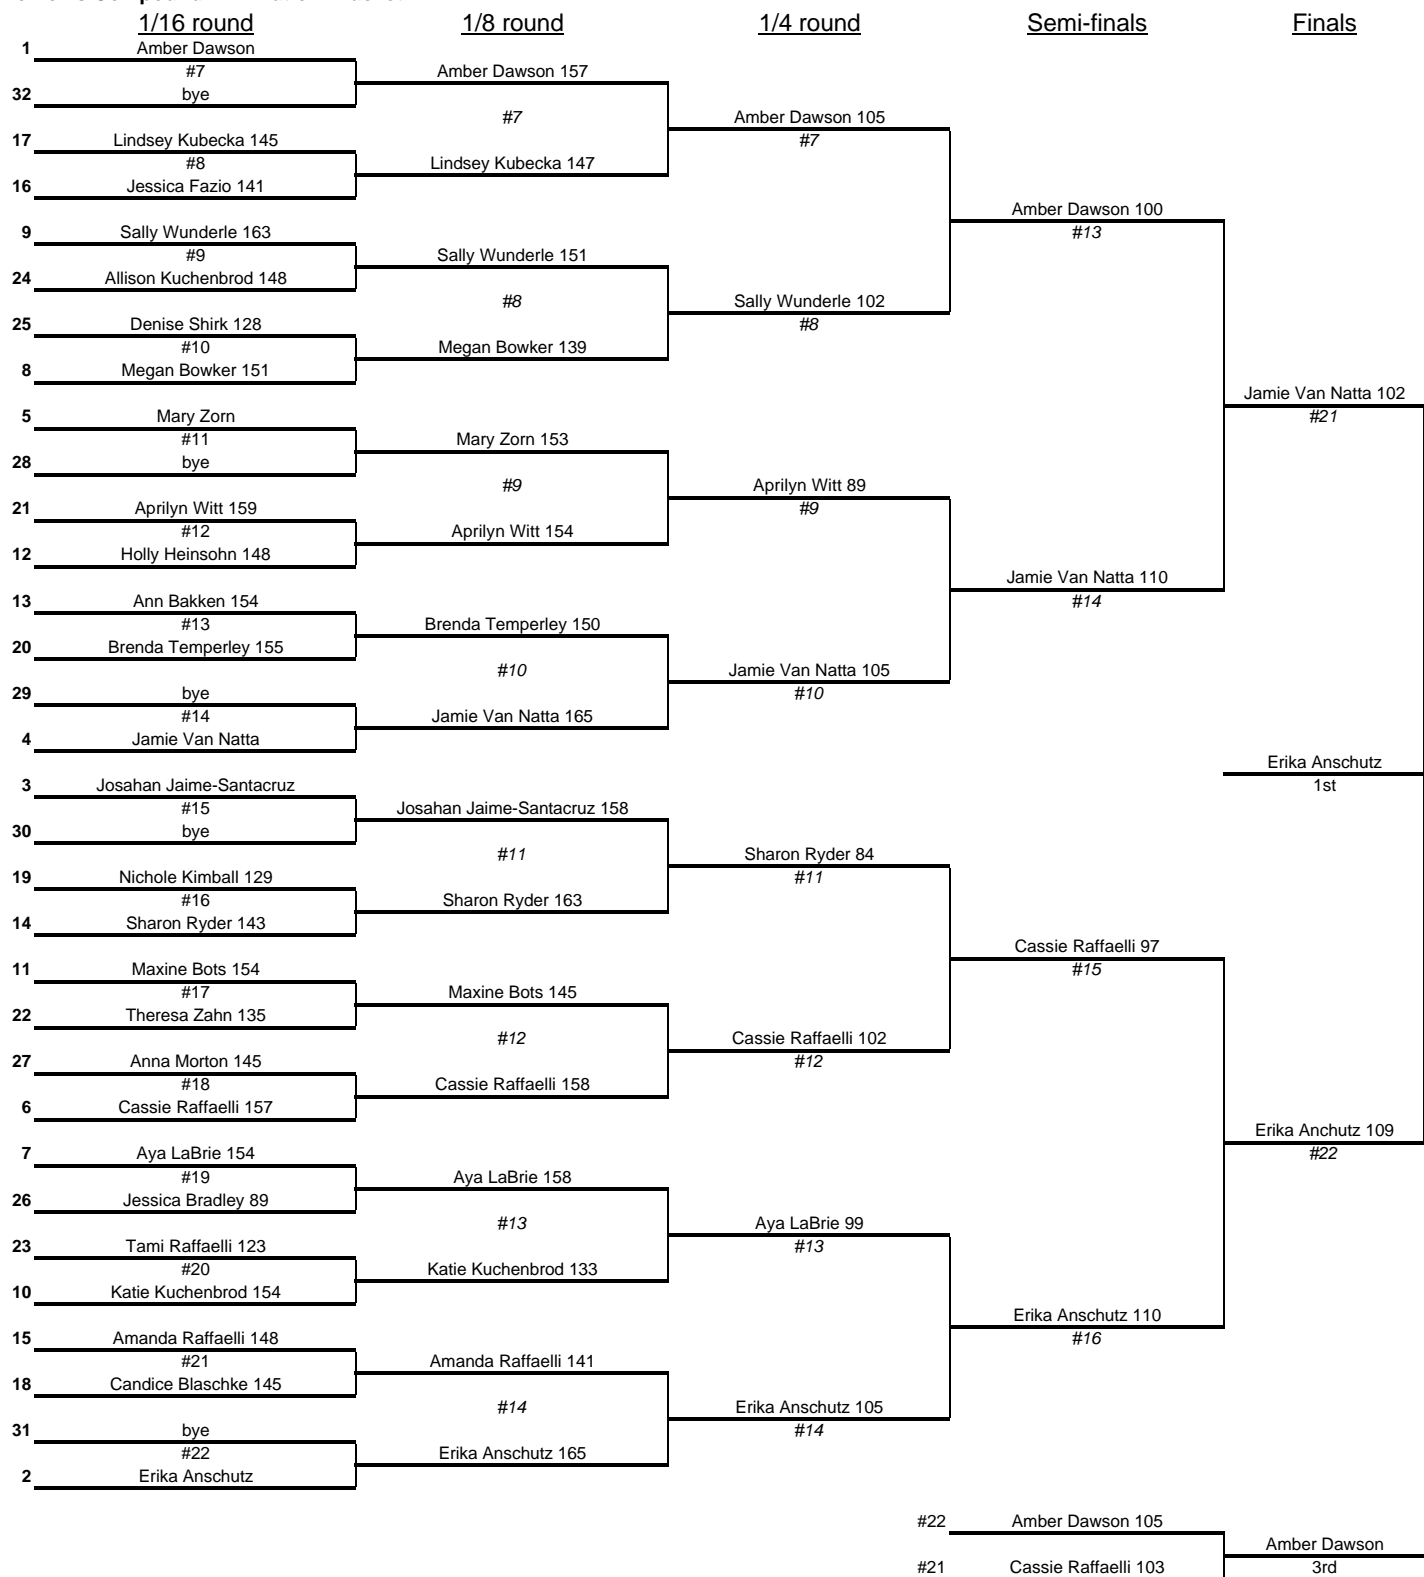 1/16 round 1/8 round 1/4 round Semi-finals Finals
1 Amber Dawson
#7 Amber Dawson 157
32 bye
#7 Amber Dawson 105
17 Lindsey Kubecka 145 #7
#8 Lindsey Kubecka 147
16 Jessica Fazio 141
Amber Dawson 100
9 Sally Wunderle 163 #13
#9 Sally Wunderle 151
24 Allison Kuchenbrod 148
#8 Sally Wunderle 102
25 Denise Shirk 128 #8
#10 Megan Bowker 139
8 Megan Bowker 151
Jamie Van Natta 102
5 Mary Zorn #21
#11 Mary Zorn 153
28 bye
#9 Aprilyn Witt 89
21 Aprilyn Witt 159 #9
#12 Aprilyn Witt 154
12 Holly Heinsohn 148
Jamie Van Natta 110
13 Ann Bakken 154 #14
#13 Brenda Temperley 150
20 Brenda Temperley 155
#10 Jamie Van Natta 105
29 bye #10
#14 Jamie Van Natta 165
4 Jamie Van Natta
Erika Anschutz
3 Josahan Jaime-Santacruz 1st
#15 Josahan Jaime-Santacruz 158
30 bye
#11 Sharon Ryder 84
19 Nichole Kimball 129 #11
#16 Sharon Ryder 163
14 Sharon Ryder 143
Cassie Raffaelli 97
11 Maxine Bots 154 #15
#17 Maxine Bots 145
22 Theresa Zahn 135
#12 Cassie Raffaelli 102
27 Anna Morton 145 #12
#18 Cassie Raffaelli 158
6 Cassie Raffaelli 157
Erika Anchutz 109
7 Aya LaBrie 154 #22
#19 Aya LaBrie 158
26 Jessica Bradley 89
#13 Aya LaBrie 99
23 Tami Raffaelli 123 #13
#20 Katie Kuchenbrod 133
10 Katie Kuchenbrod 154
Erika Anschutz 110
15 Amanda Raffaelli 148 #16
#21 Amanda Raffaelli 141
18 Candice Blaschke 145
#14 Erika Anschutz 105
31 bye #14
#22 Erika Anschutz 165
2 Erika Anschutz
#22 Amber Dawson 105
Amber Dawson
#21 Cassie Raffaelli 103 3rd